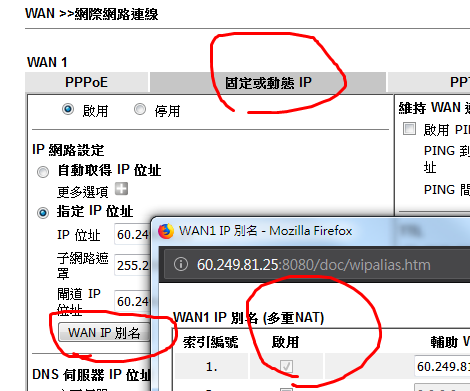 WAN >>網際網路連線
WAN 1
PPPoE
固定或動態 IP
PPT
啟用 停用
維持 WAN 連
啟用 PIN
PING 到
址
PING 間
IP 網路設定
自動取得 IP 位址
更多選項
指定 IP 位址
IP 位址 60.249
子網路遮罩 255.2
閘道 IP 位址 60.24
WAN IP 別名
DNS 伺服器 IP 位址
WAN1 IP 別名 - Mozilla Firefox
60.249.81.25:8080/doc/wipalias.htm
WAN1 IP 別名 (多重NAT)
索引編號 啟用 輔助 W
1. 60.249.8